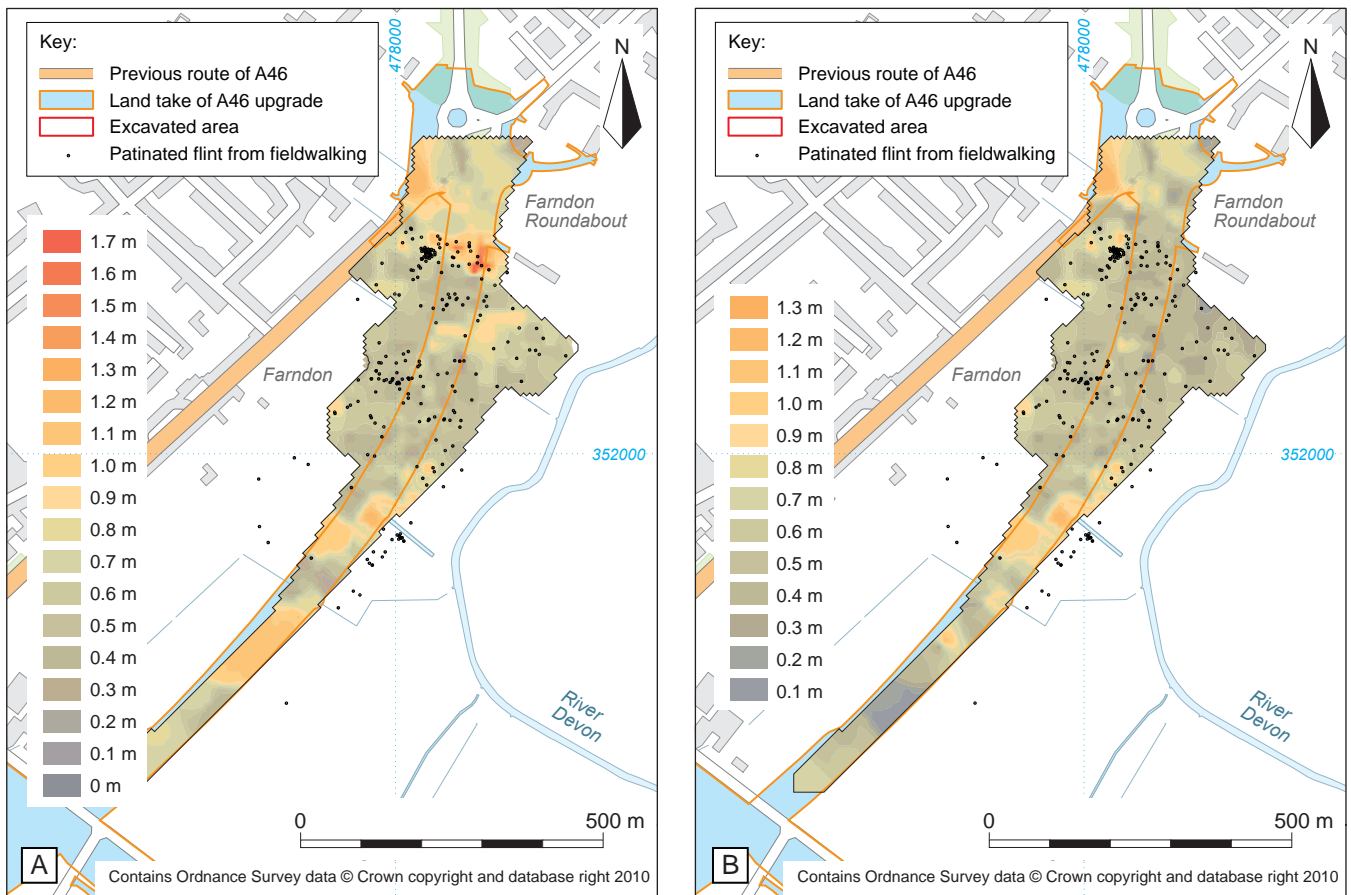 Key:
Previous route of A46
Land take of A46 upgrade
Excavated area
Patinated flint from fieldwalking
478000
N
Farndon
Roundabout
1.7 m
1.6 m
1.5 m
1.4 m
1.3 m
1.2 m
1.1 m
1.0 m
0.9 m
0.8 m
0.7 m
0.6 m
0.5 m
0.4 m
0.3 m
0.2 m
0.1 m
0 m
Farndon
352000
River
Devon
0
500 m
A
Contains Ordnance Survey data © Crown copyright and database right 2010
Key:
Previous route of A46
Land take of A46 upgrade
Excavated area
Patinated flint from fieldwalking
478000
N
Farndon
Roundabout
1.3 m
1.2 m
1.1 m
1.0 m
0.9 m
0.8 m
0.7 m
0.6 m
0.5 m
0.4 m
0.3 m
0.2 m
0.1 m
Farndon
352000
River
Devon
0
500 m
B
Contains Ordnance Survey data © Crown copyright and database right 2010